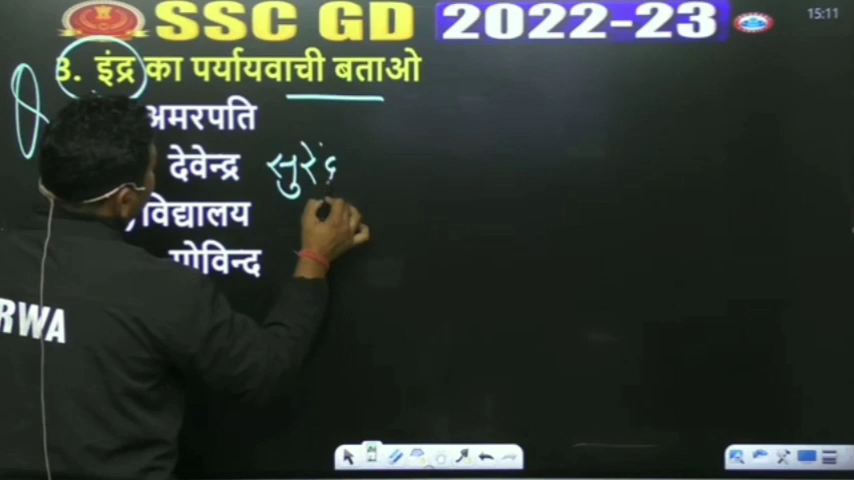 SSC GD 2022-23
15:11
3. इंद्र का पर्यायवाची बताओ
अमरपति
देवेन्द्र सुरेंद्र
विद्यालय
गोविन्द
RWA